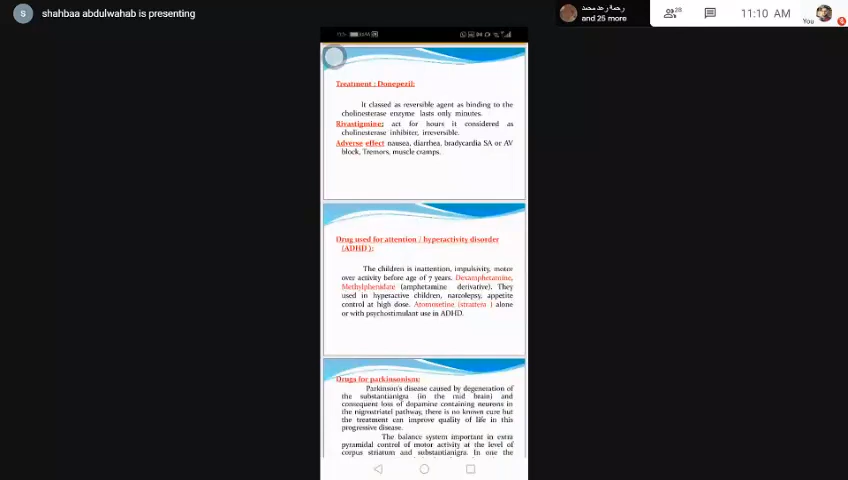 S shahbaa abdulwahab is presenting
رحمة رعد محمد
and 25 more
28
11:10 AM
You
Treatment : Donepezil:
It classed as reversible agent as binding to the
cholinesterase enzyme lasts only minutes.
Rivastigmine: act for hours it considered as
cholinesterase inhibiter, irreversible.
Adverse effect nausea, diarrhea, bradycardia SA or AV
block, Tremors, muscle cramps.
Drug used for attention / hyperactivity disorder
(ADHD ):
The children is inattention, impulsivity, motor
over activity before age of 7 years. Dexamphetamine,
Methylphenidate (amphetamine derivative). They
used in hyperactive children, narcolepsy, appetite
control at high dose. Atomoxetine (strattera ) alone
or with psychostimulant use in ADHD.
Drugs for parkinsonism:
Parkinson's disease caused by degeneration of
the substantianigra (in the mid brain) and
consequent loss of dopamine containing neurons in
the nigrostriatel pathway, there is no known cure but
the treatment can improve quality of life in this
progressive disease.
The balance system important in extra
pyramidal control of motor activity at the level of
corpus striatum and substantianigra. In one the